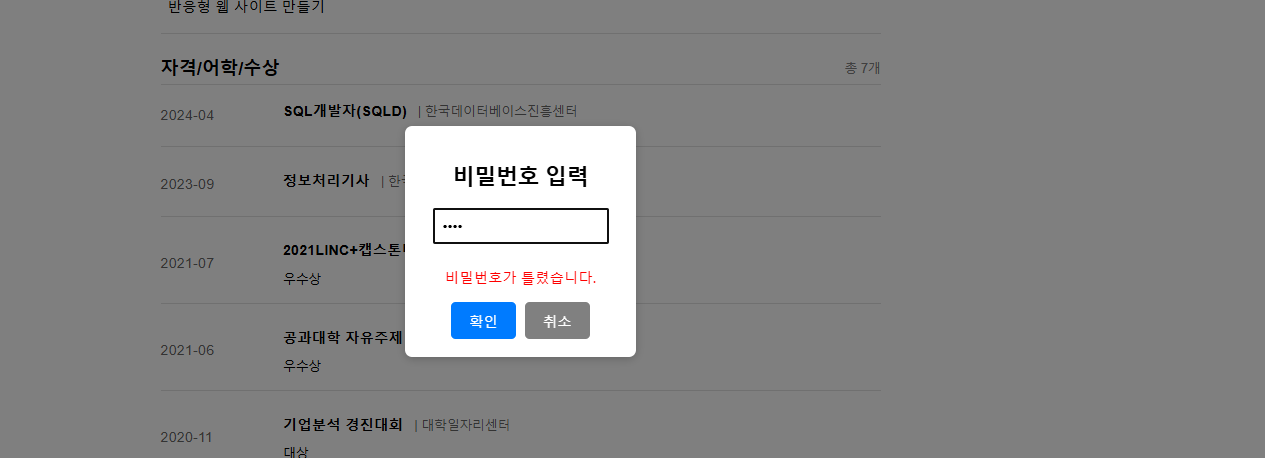 반응형 웹 사이트 만들기
자격/어학/수상 총 7개
2024-04 SQL개발자(SQLD) | 한국데이터베이스진흥센터
2023-09 정보처리기사 | 한국
2021-07 2021LINC+캡스톤
우수상
2021-06 공과대학 자유주제
우수상
2020-11 기업분석 경진대회 | 대학일자리센터
대상
비밀번호 입력
••••
비밀번호가 틀렸습니다.
확인 취소